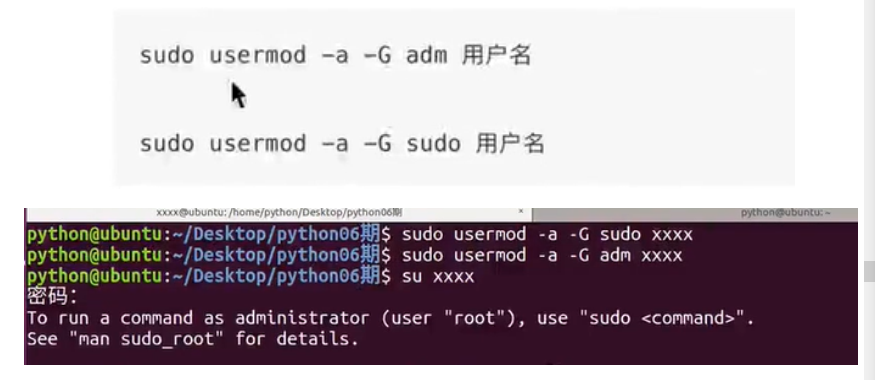 sudo usermod -a -G adm 用户名
sudo usermod -a -G sudo 用户名
xxxx@ubuntu: /home/python/Desktop/python06期
×
python@ubuntu: ~
python@ubuntu:~/Desktop/python06期$ sudo usermod -a -G sudo xxxx
python@ubuntu:~/Desktop/python06期$ sudo usermod -a -G adm xxxx
python@ubuntu:~/Desktop/python06期$ su xxxx
密码：
To run a command as administrator (user "root"), use "sudo <command>".
See "man sudo_root" for details.